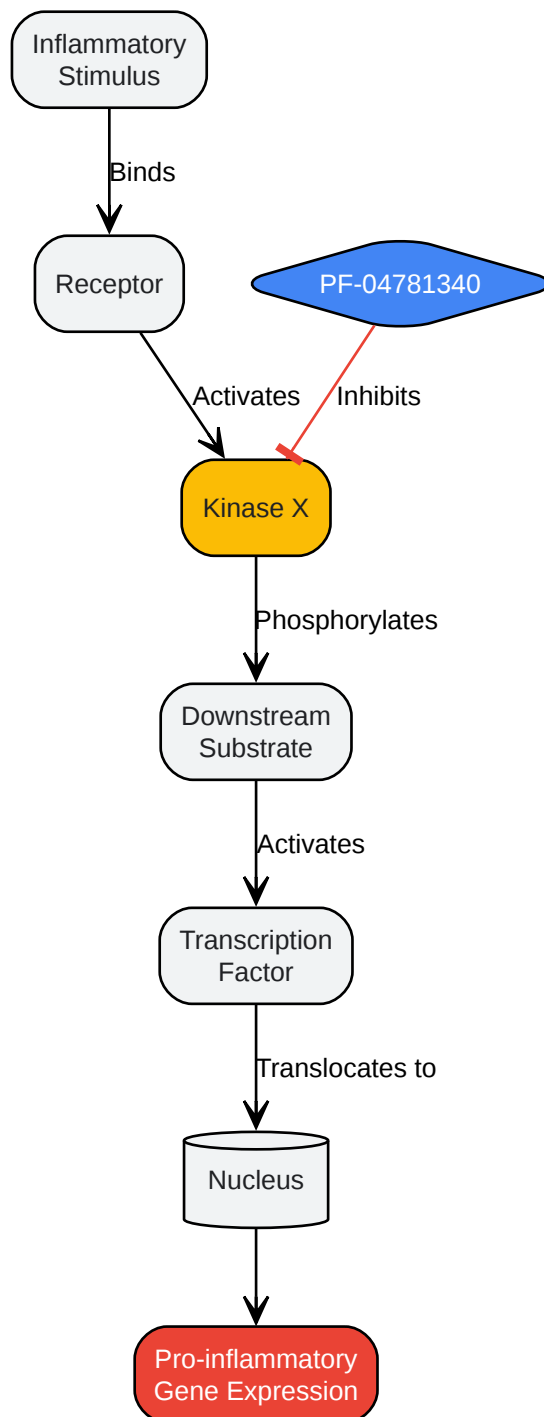 Inflammatory
Stimulus
Binds
Receptor
PF-04781340
Activates
Inhibits
Kinase X
Phosphorylates
Downstream
Substrate
Activates
Transcription
Factor
Translocates to
Nucleus
Pro-inflammatory
Gene Expression